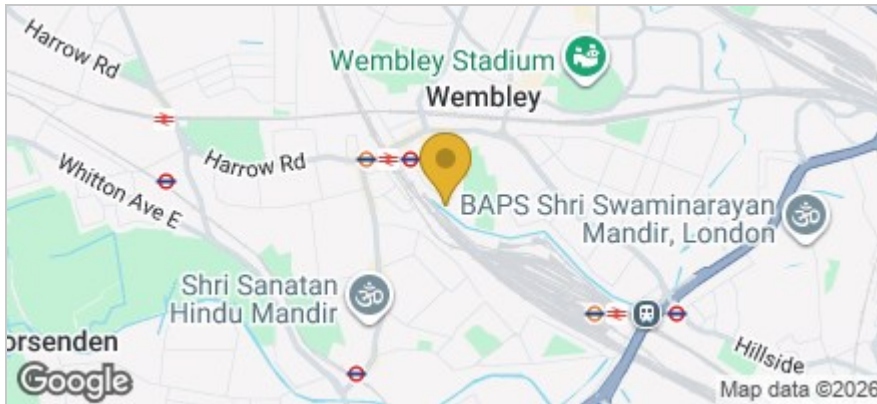 Harrow Rd
Wembley Stadium
Wembley
Whitton Ave E
Harrow Rd
BAPS Shri Swaminarayan
Mandir, London
Shri Sanatan
Hindu Mandir
orsenden
Hillside
Google
Map data ©2026